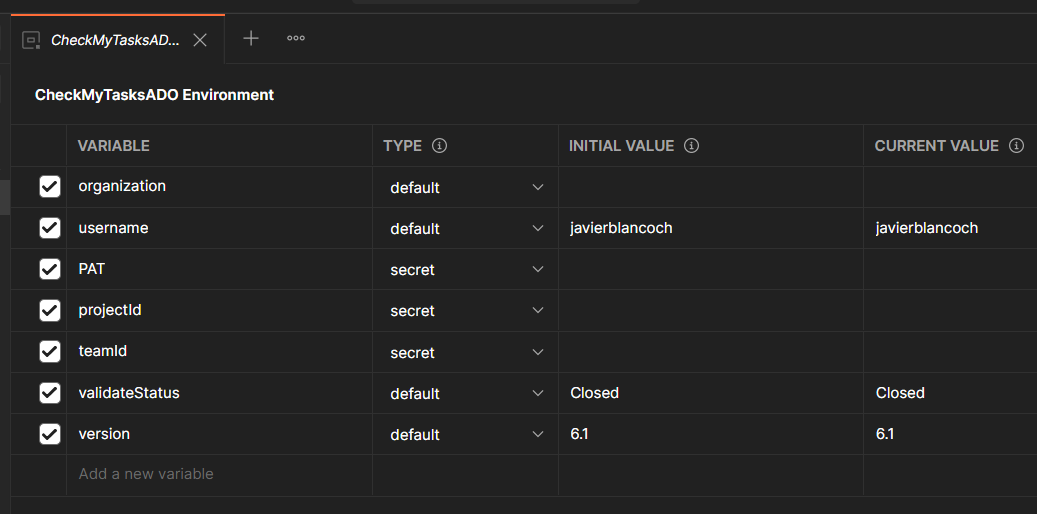 CheckMyTasksAD...
CheckMyTasksADO Environment
VARIABLE TYPE INITIAL VALUE CURRENT VALUE
organization default
username default javierblancoch javierblancoch
PAT secret
projectId secret
teamId secret
validateStatus default Closed Closed
version default 6.1 6.1
Add a new variable